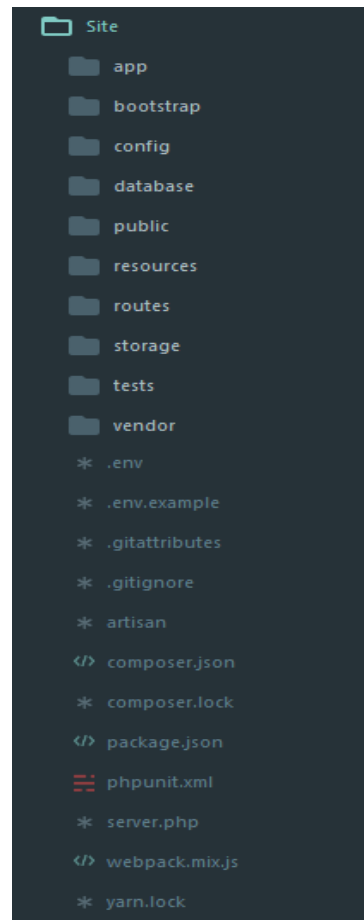 Site
app
bootstrap
config
database
public
resources
routes
storage
tests
vendor
.env
.env.example
.gitattributes
.gitignore
artisan
composer.json
composer.lock
package.json
phpunit.xml
server.php
webpack.mix.js
yarn.lock